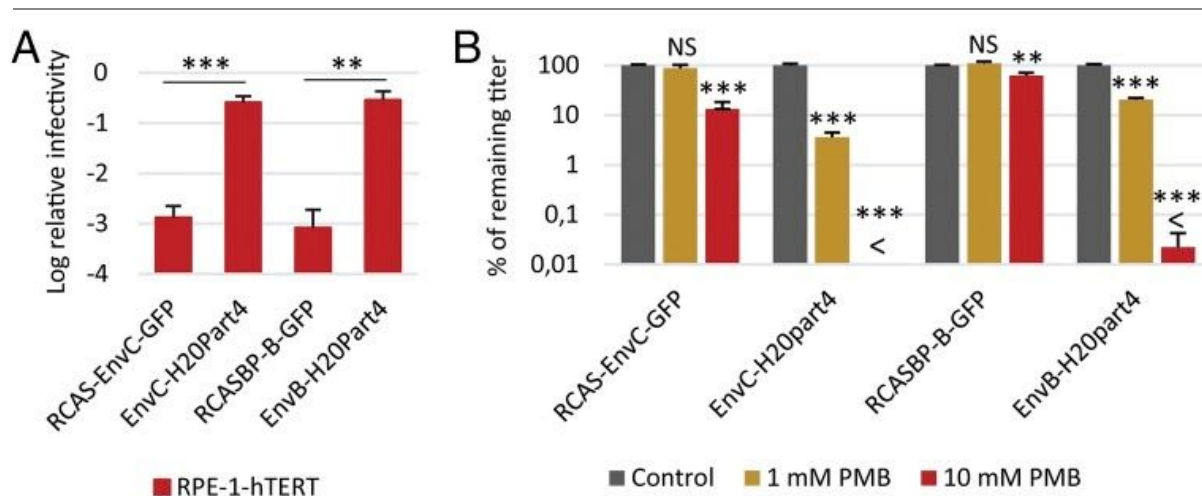 A
Log relative infectivity
0
-1
-2
-3
-4
***
**
RCAS-EnvC-GFP
EnvC-H20Part4
RCASBP-B-GFP
EnvB-H20Part4
RPE-1-hTERT
B
% of remaining titer
100
10
1
0,1
0,01
NS
***
***
***
<
NS
**
***
***
<
RCAS-EnvC-GFP
EnvC-H20part4
RCASBP-B-GFP
EnvB-H20part4
Control
1 mM PMB
10 mM PMB